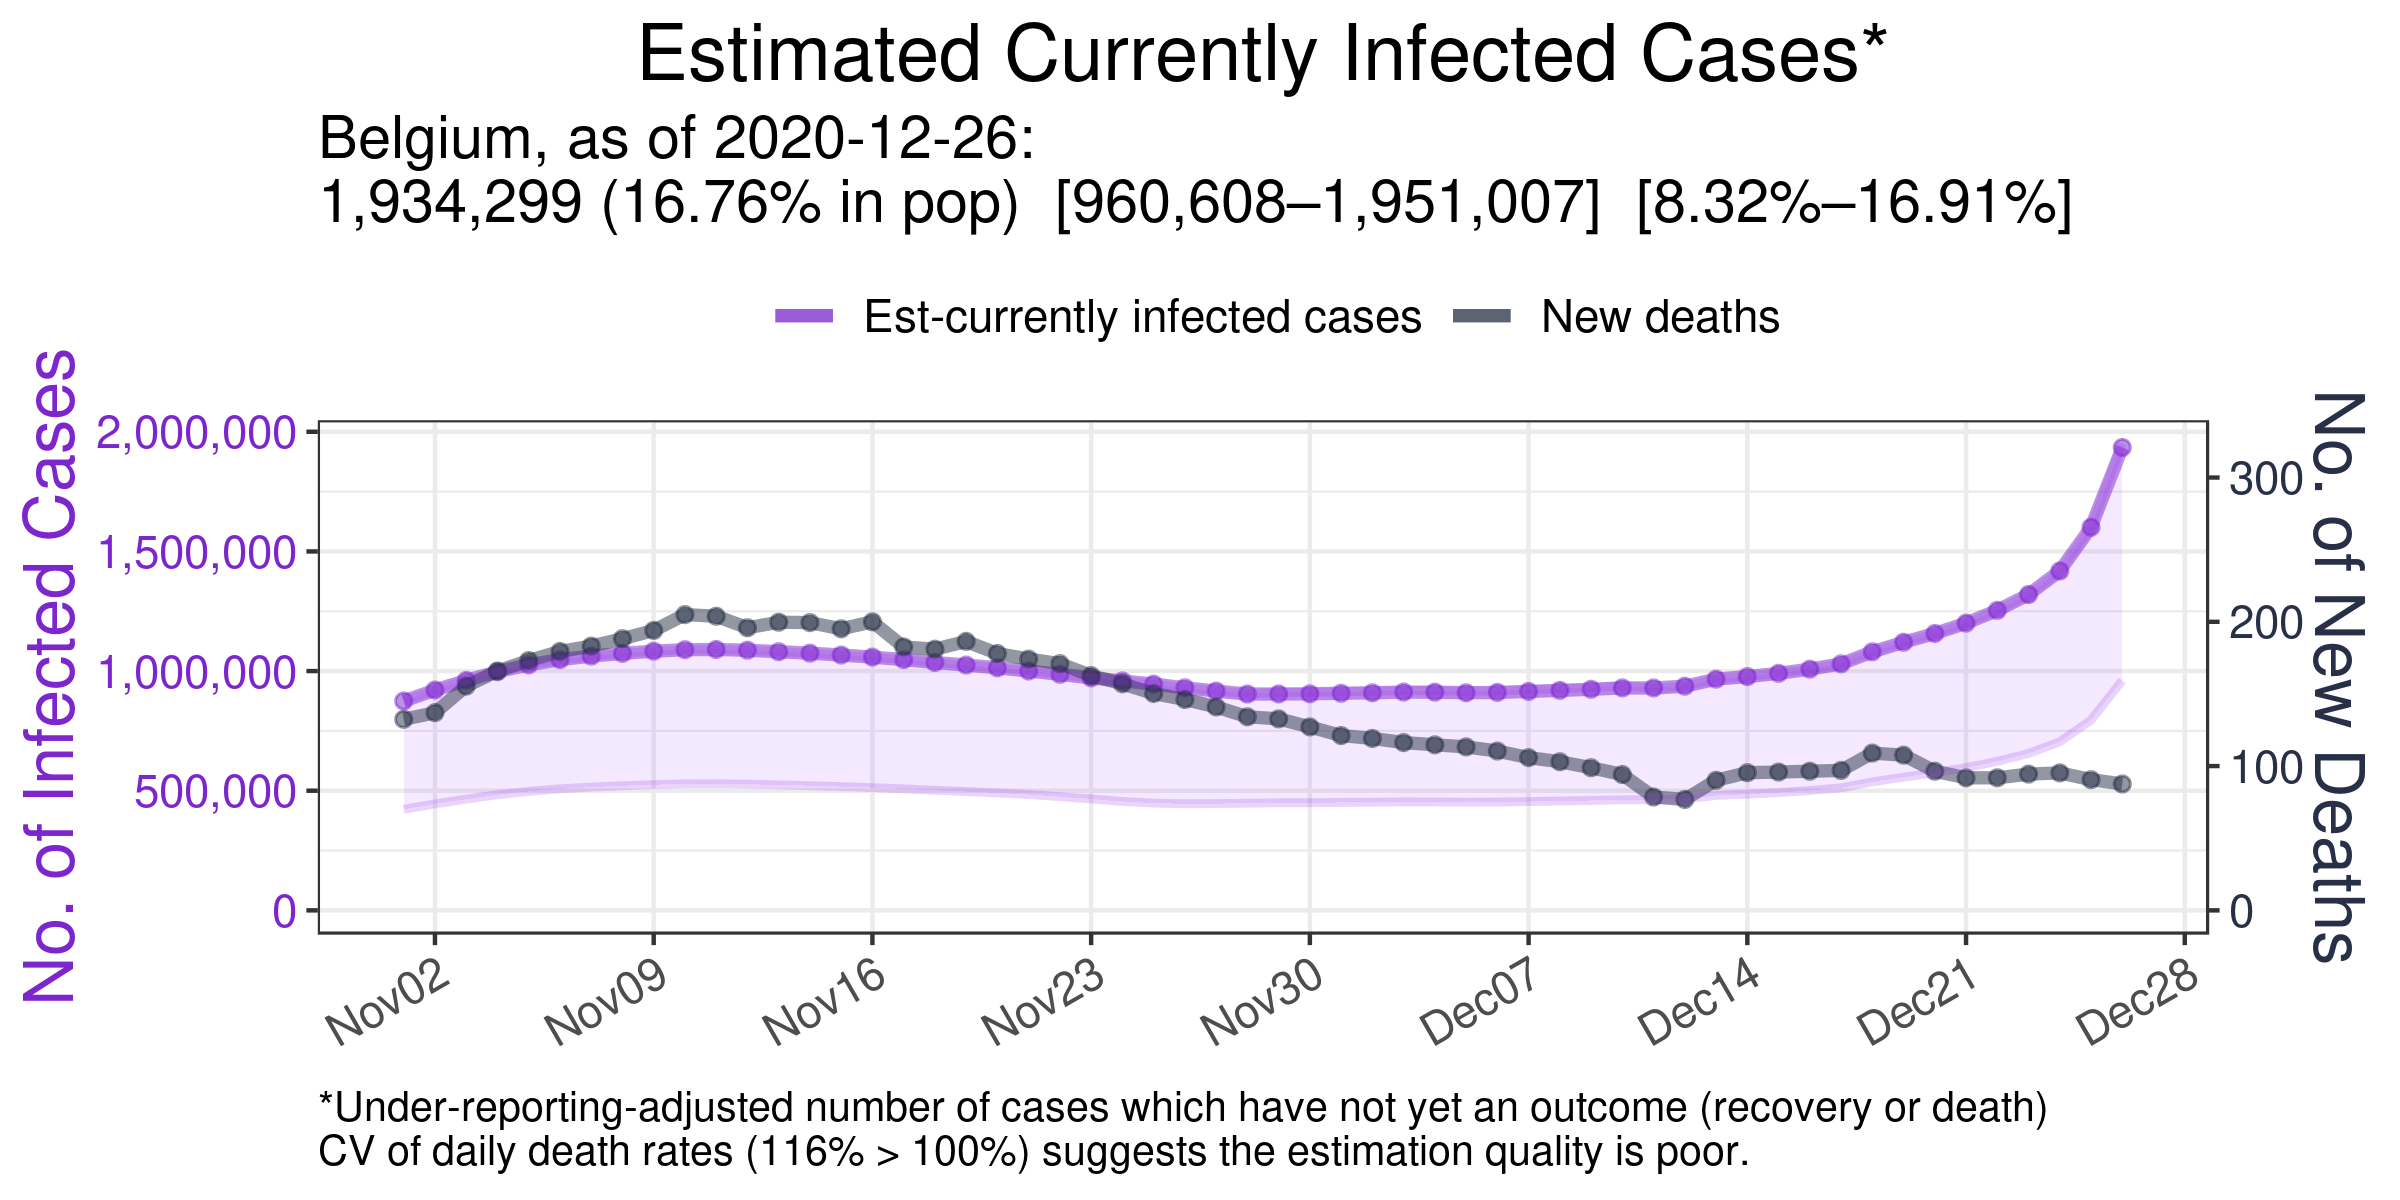 Estimated Currently Infected Cases*
Belgium, as of 2020-12-26:
1,934,299 (16.76% in pop)  [960,608–1,951,007]  [8.32%–16.91%]
Est-currently infected cases
New deaths
No. of Infected Cases
2,000,000
1,500,000
1,000,000
500,000
0
300
200
100
0
No. of New Deaths
Nov02
Nov09
Nov16
Nov23
Nov30
Dec07
Dec14
Dec21
Dec28
*Under-reporting-adjusted number of cases which have not yet an outcome (recovery or death)
CV of daily death rates (116% > 100%) suggests the estimation quality is poor.